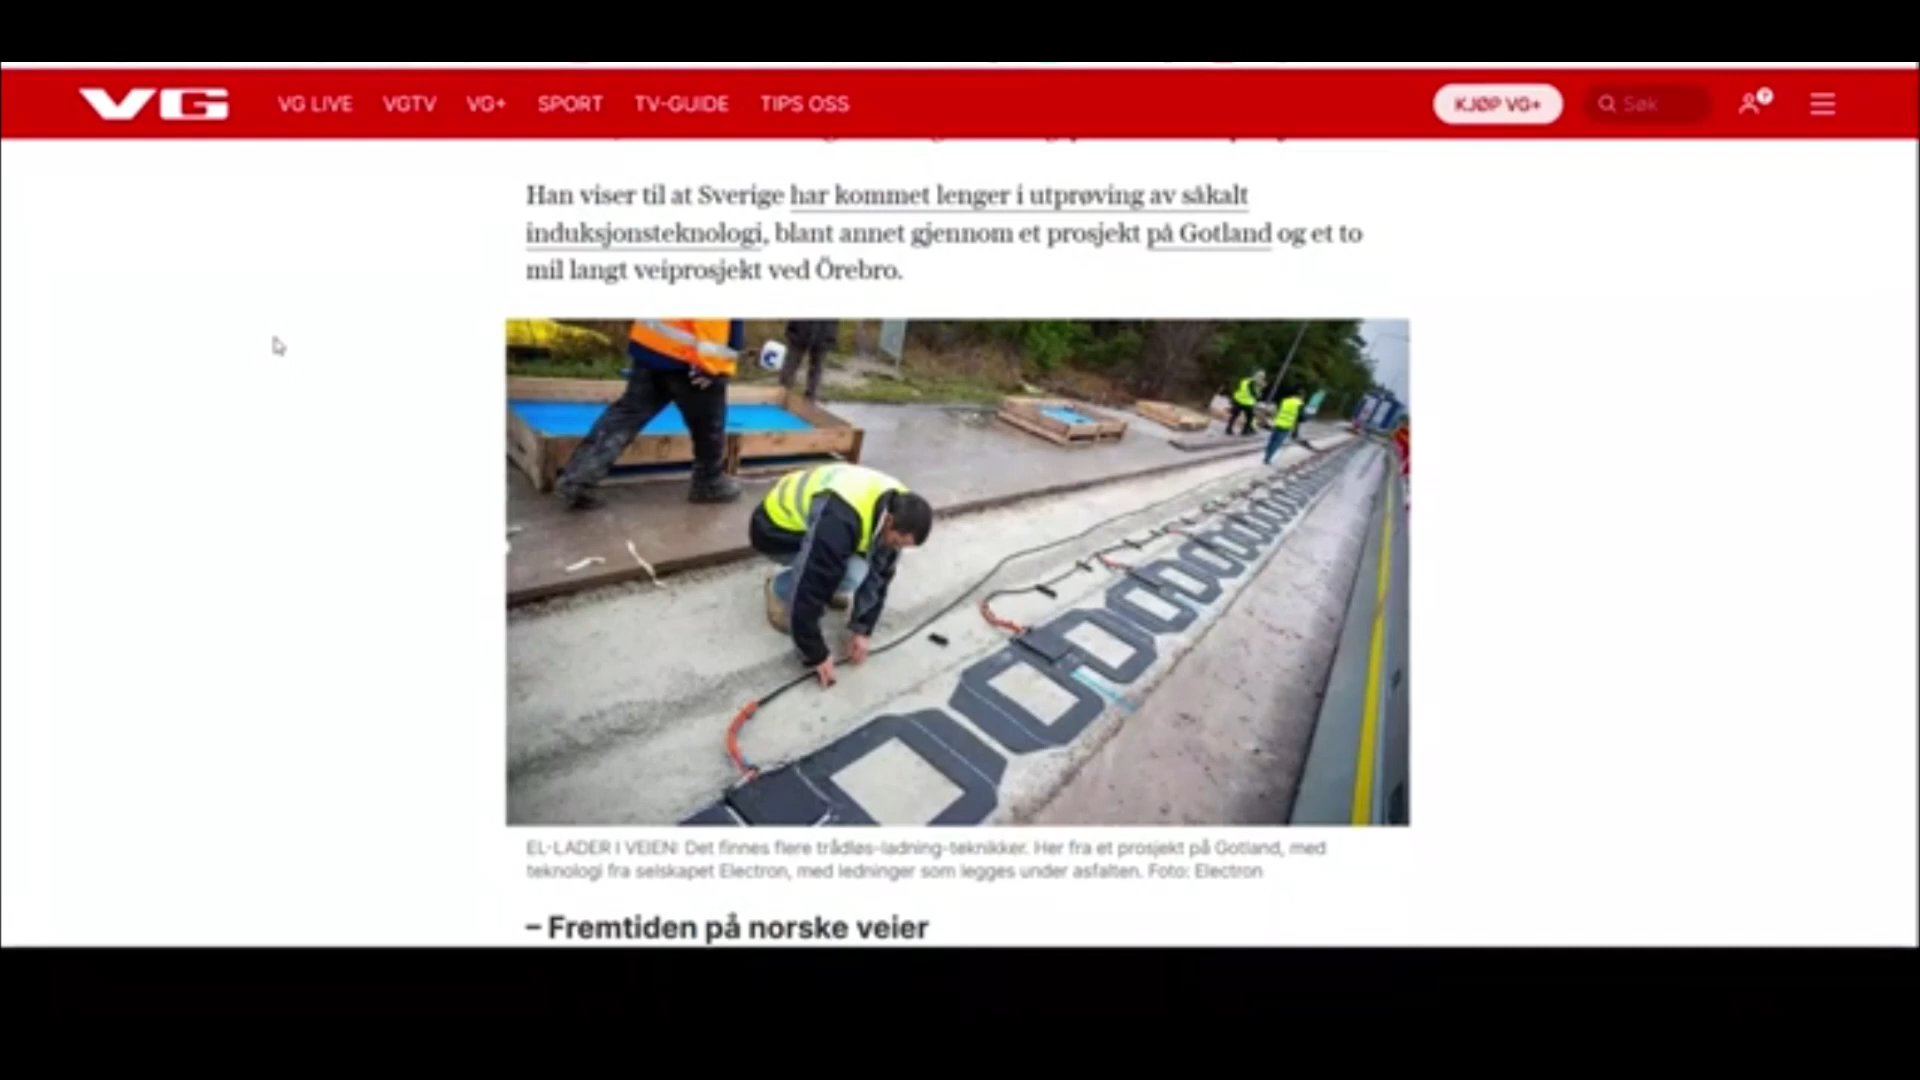 VG VG LIVE VGTV VG+ SPORT TV-GUIDE TIPS OSS KJØP VG+ Søk
Han viser til at Sverige har kommet lenger i utprøving av såkalt
induksjonsteknologi, blant annet gjennom et prosjekt på Gotland og et to
mil langt veiprosjekt ved Örebro.
EL-LADER I VEIEN: Det finnes flere trådløs-ladning-teknikker. Her fra et prosjekt på Gotland, med
teknologi fra selskapet Electron, med ledninger som legges under asfalten. Foto: Electron
– Fremtiden på norske veier